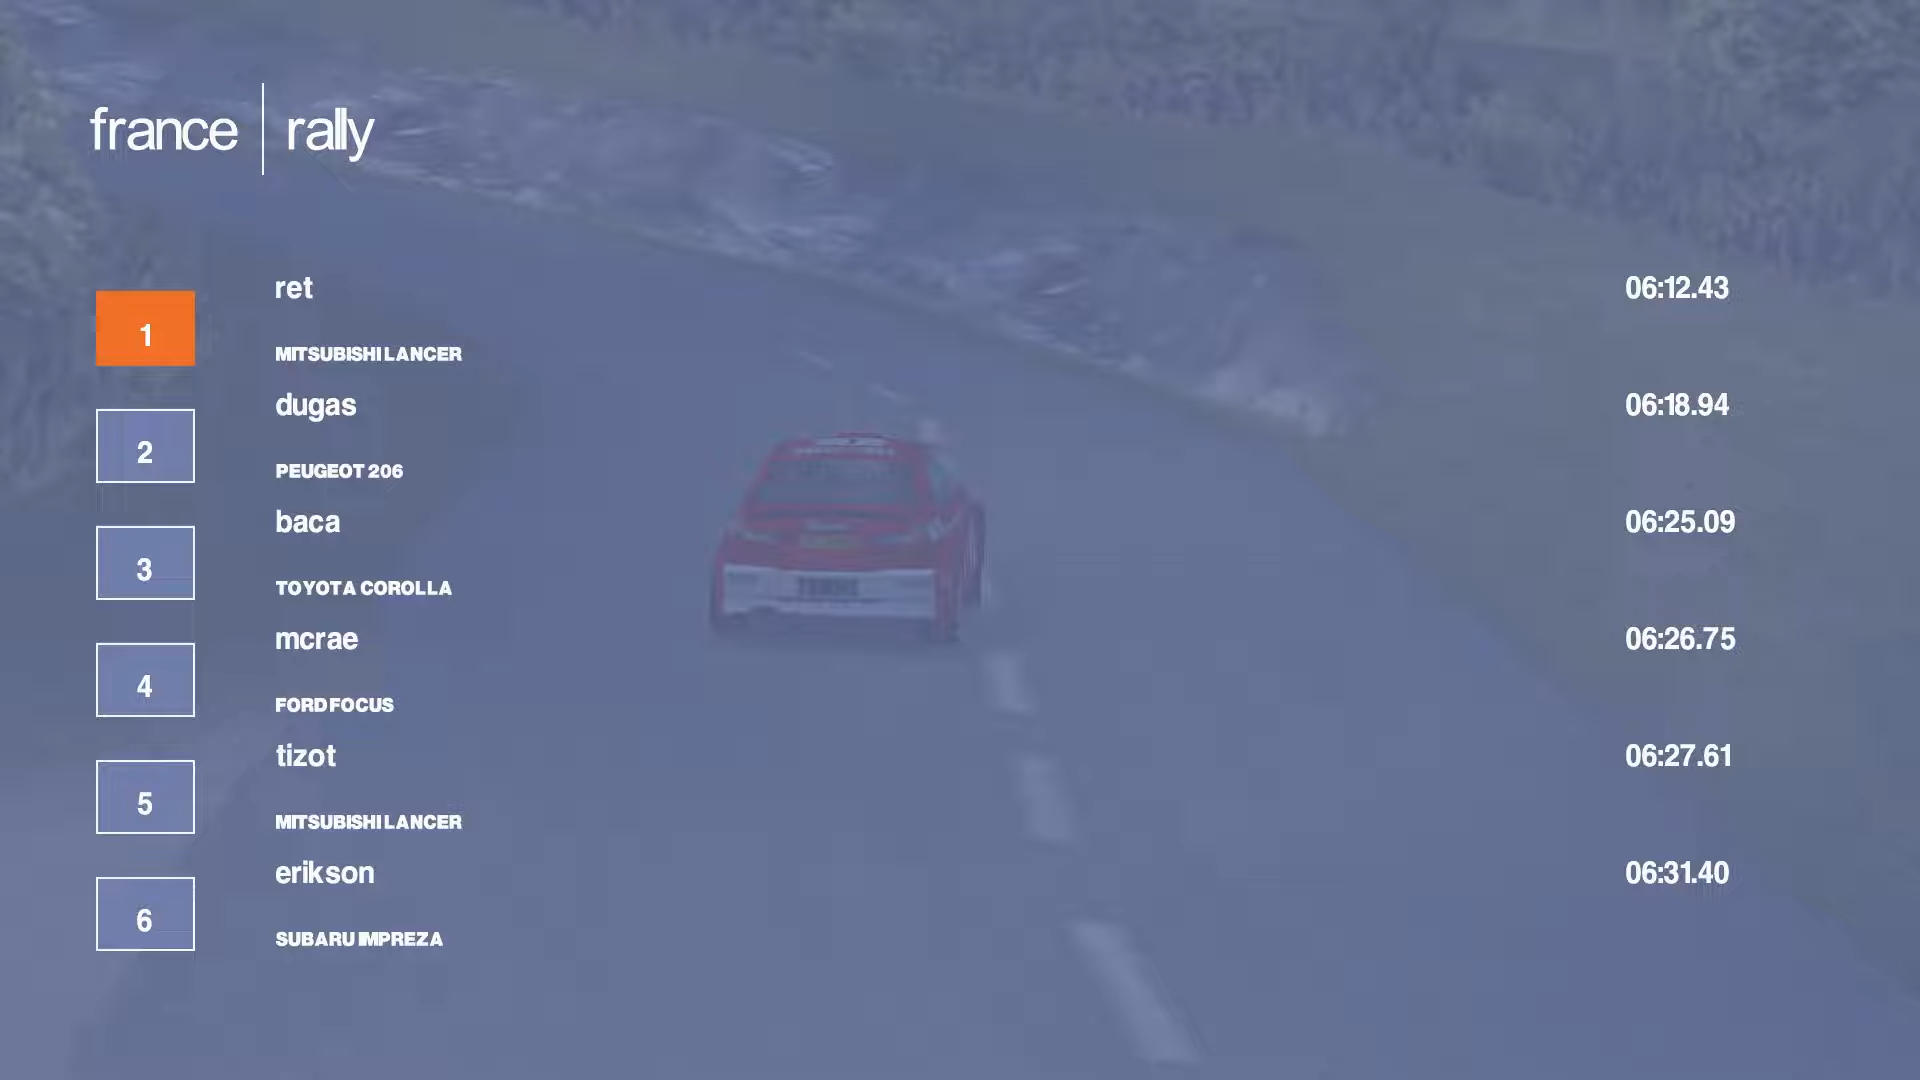 france | rally
1 ret 06:12.43
MITSUBISHI LANCER
2 dugas 06:18.94
PEUGEOT 206
3 baca 06:25.09
TOYOTA COROLLA
4 mcrae 06:26.75
FORD FOCUS
5 tizot 06:27.61
MITSUBISHI LANCER
6 erikson 06:31.40
SUBARU IMPREZA